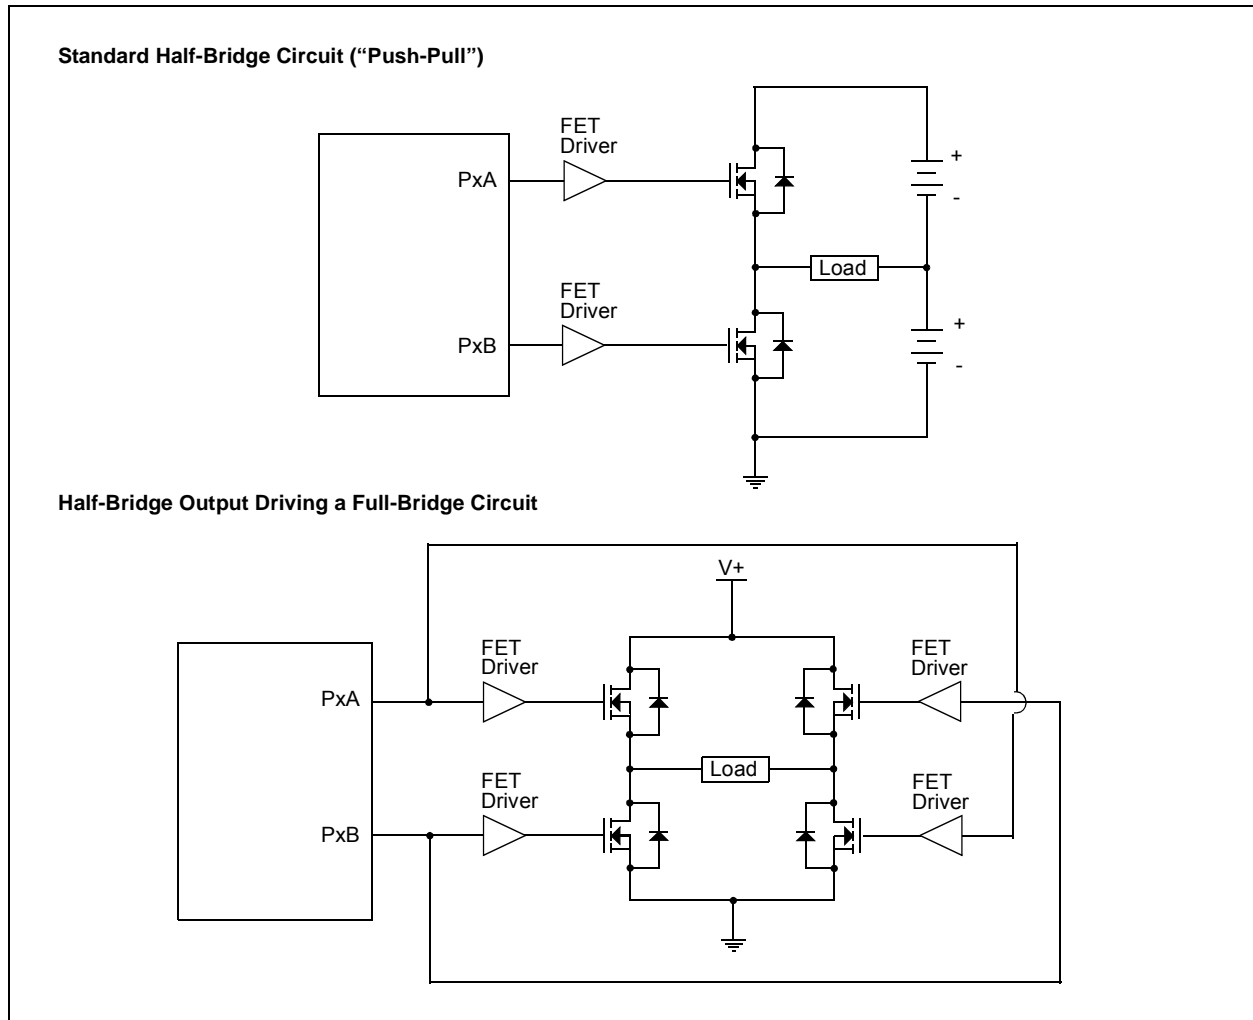 Standard Half-Bridge Circuit (“Push-Pull”)
FET
Driver
PxA
+
-
Load
FET
Driver
PxB
+
-
Half-Bridge Output Driving a Full-Bridge Circuit
V+
FET
Driver
FET
Driver
PxA
Load
FET
Driver
FET
Driver
PxB